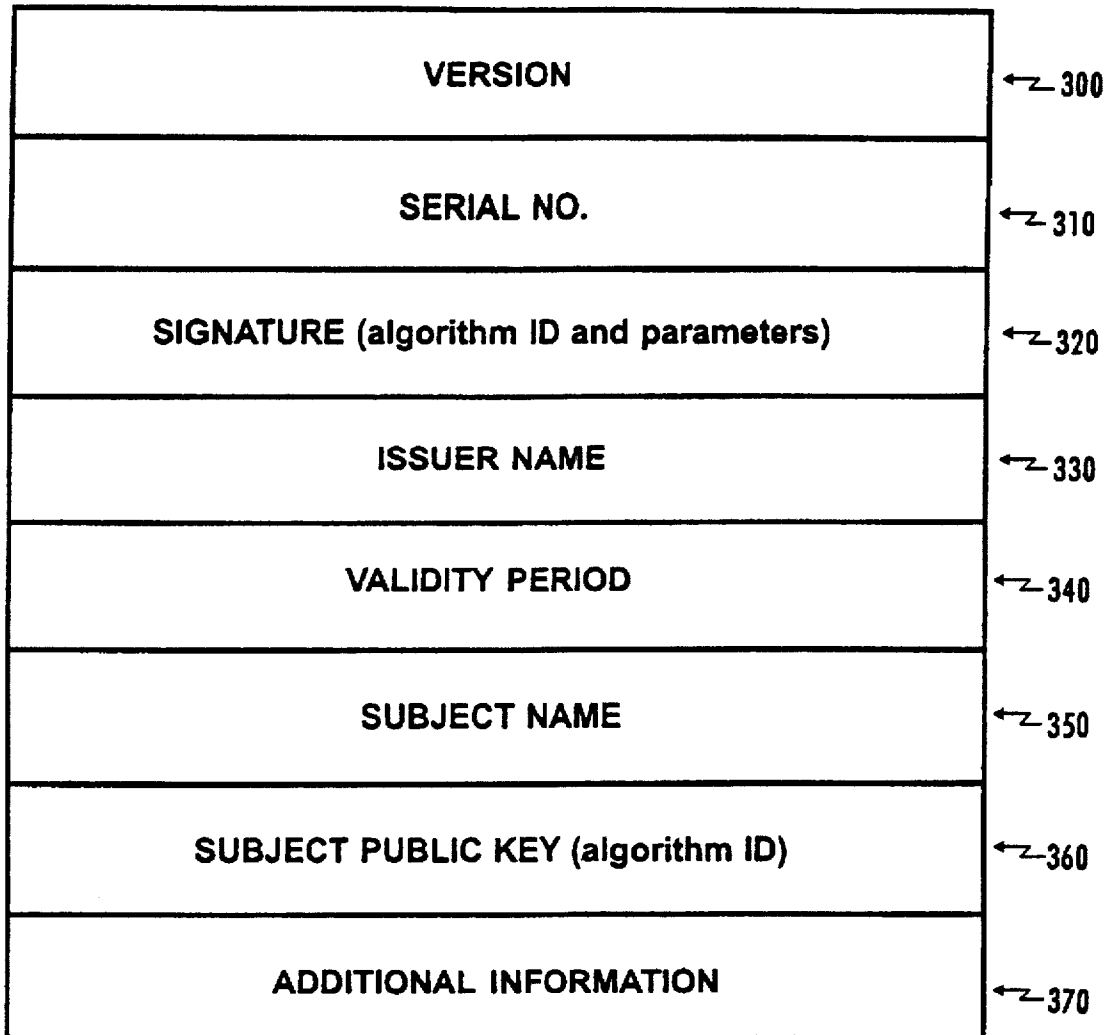 VERSION 300
SERIAL NO. 310
SIGNATURE (algorithm ID and parameters) 320
ISSUER NAME 330
VALIDITY PERIOD 340
SUBJECT NAME 350
SUBJECT PUBLIC KEY (algorithm ID) 360
ADDITIONAL INFORMATION 370